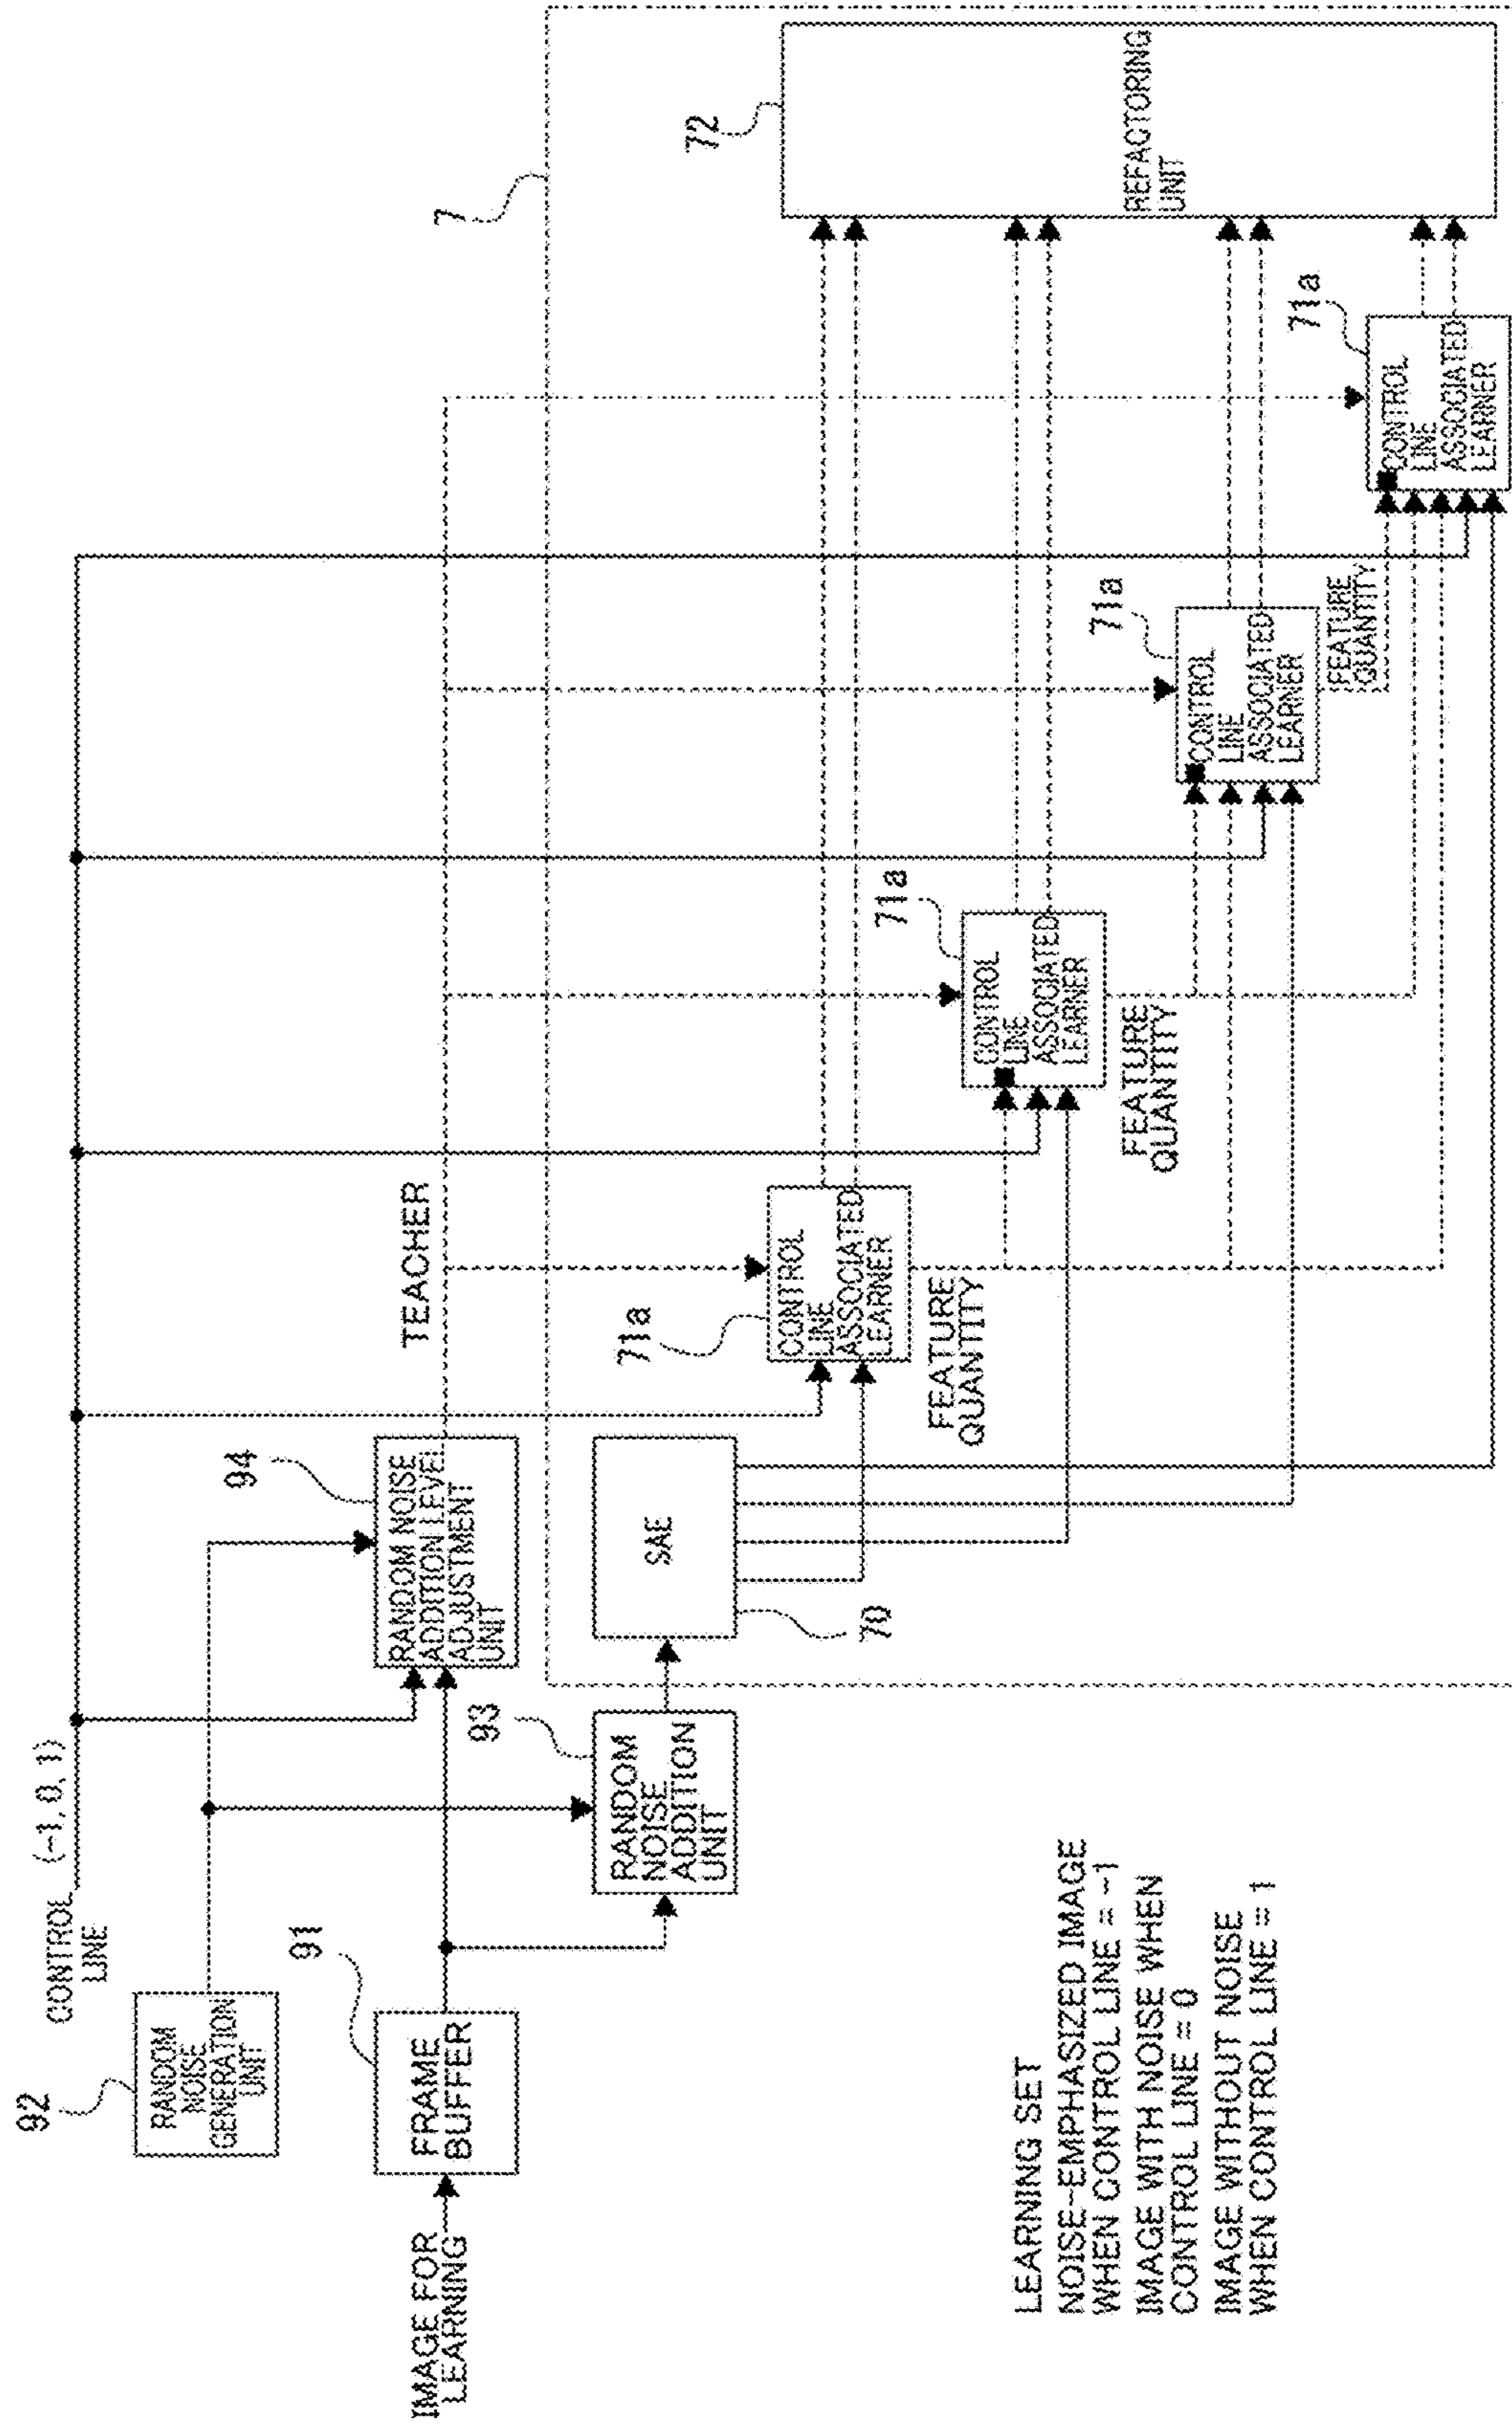 CONTROL
LINE
(-1, 0, 1)
92
RANDOM
NOISE
GENERATION
UNIT
91
FRAME
BUFFER
IMAGE FOR
LEARNING
94
RANDOM NOISE
ADDITION LEVEL
ADJUSTMENT
UNIT
93
RANDOM
NOISE
ADDITION
UNIT
TEACHER
7
SAE
70
71a
CONTROL
LINE
ASSOCIATED
LEARNER
FEATURE
QUANTITY
71a
CONTROL
LINE
ASSOCIATED
LEARNER
FEATURE
QUANTITY
71a
CONTROL
LINE
ASSOCIATED
LEARNER
FEATURE
QUANTITY
71a
CONTROL
LINE
ASSOCIATED
LEARNER
72
REFACTORING
UNIT
LEARNING SET
NOISE-EMPHASIZED IMAGE
WHEN CONTROL LINE = -1
IMAGE WITH NOISE WHEN
CONTROL LINE = 0
IMAGE WITHOUT NOISE
WHEN CONTROL LINE = 1